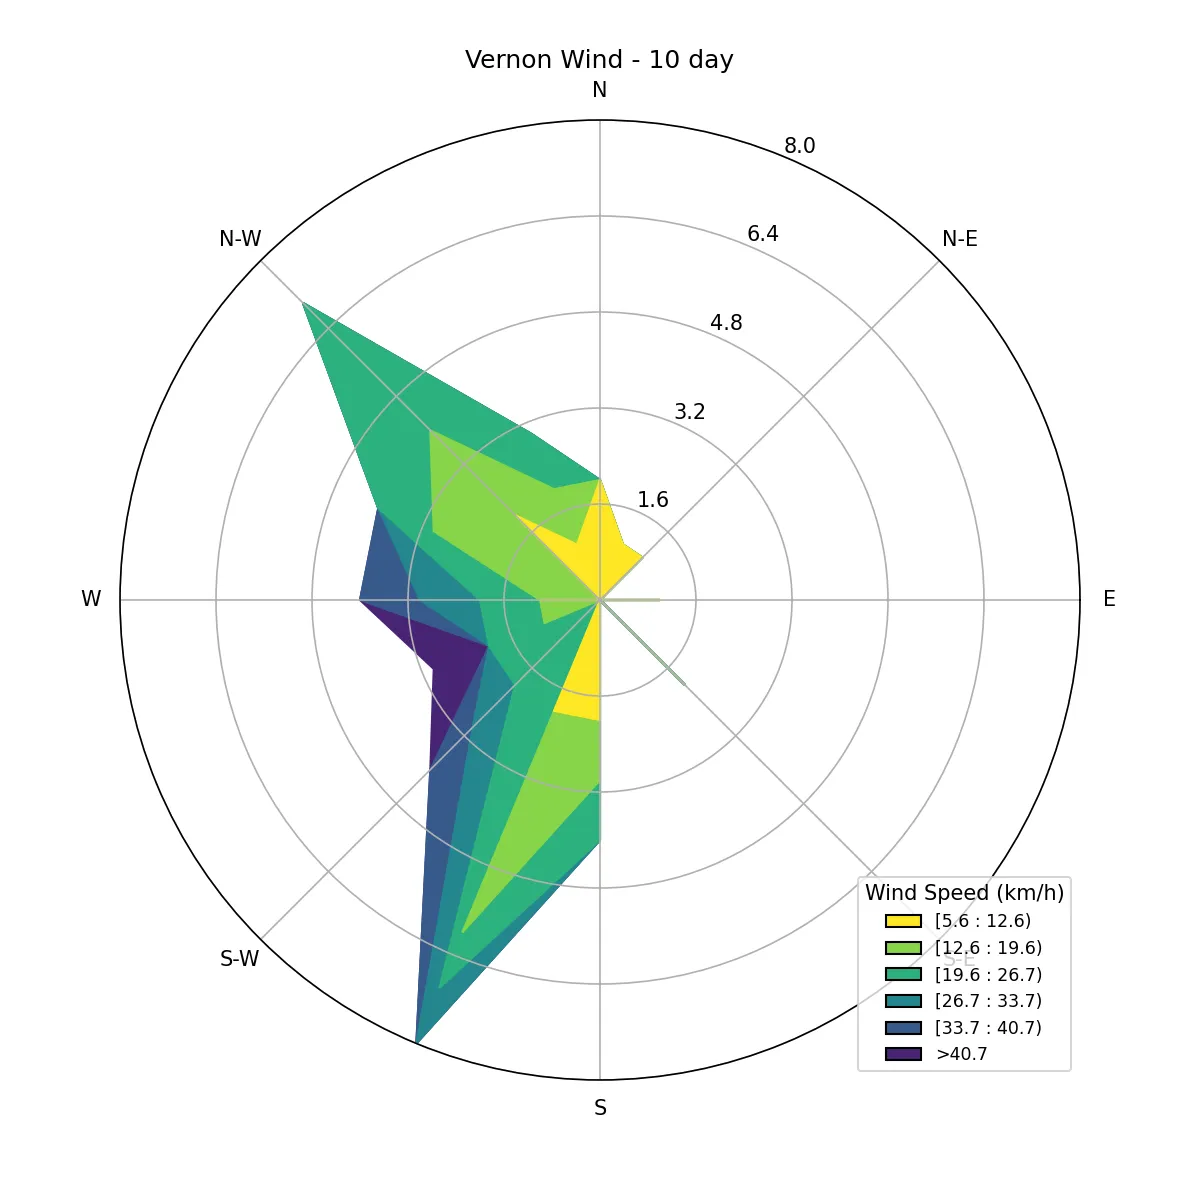 Vernon Wind - 10 day
N
8.0
N-W
6.4
N-E
4.8
3.2
1.6
W
E
Wind Speed (km/h)
[5.6 : 12.6)
[12.6 : 19.6)
S-W
S-E
[19.6 : 26.7)
[26.7 : 33.7)
[33.7 : 40.7)
>40.7
S